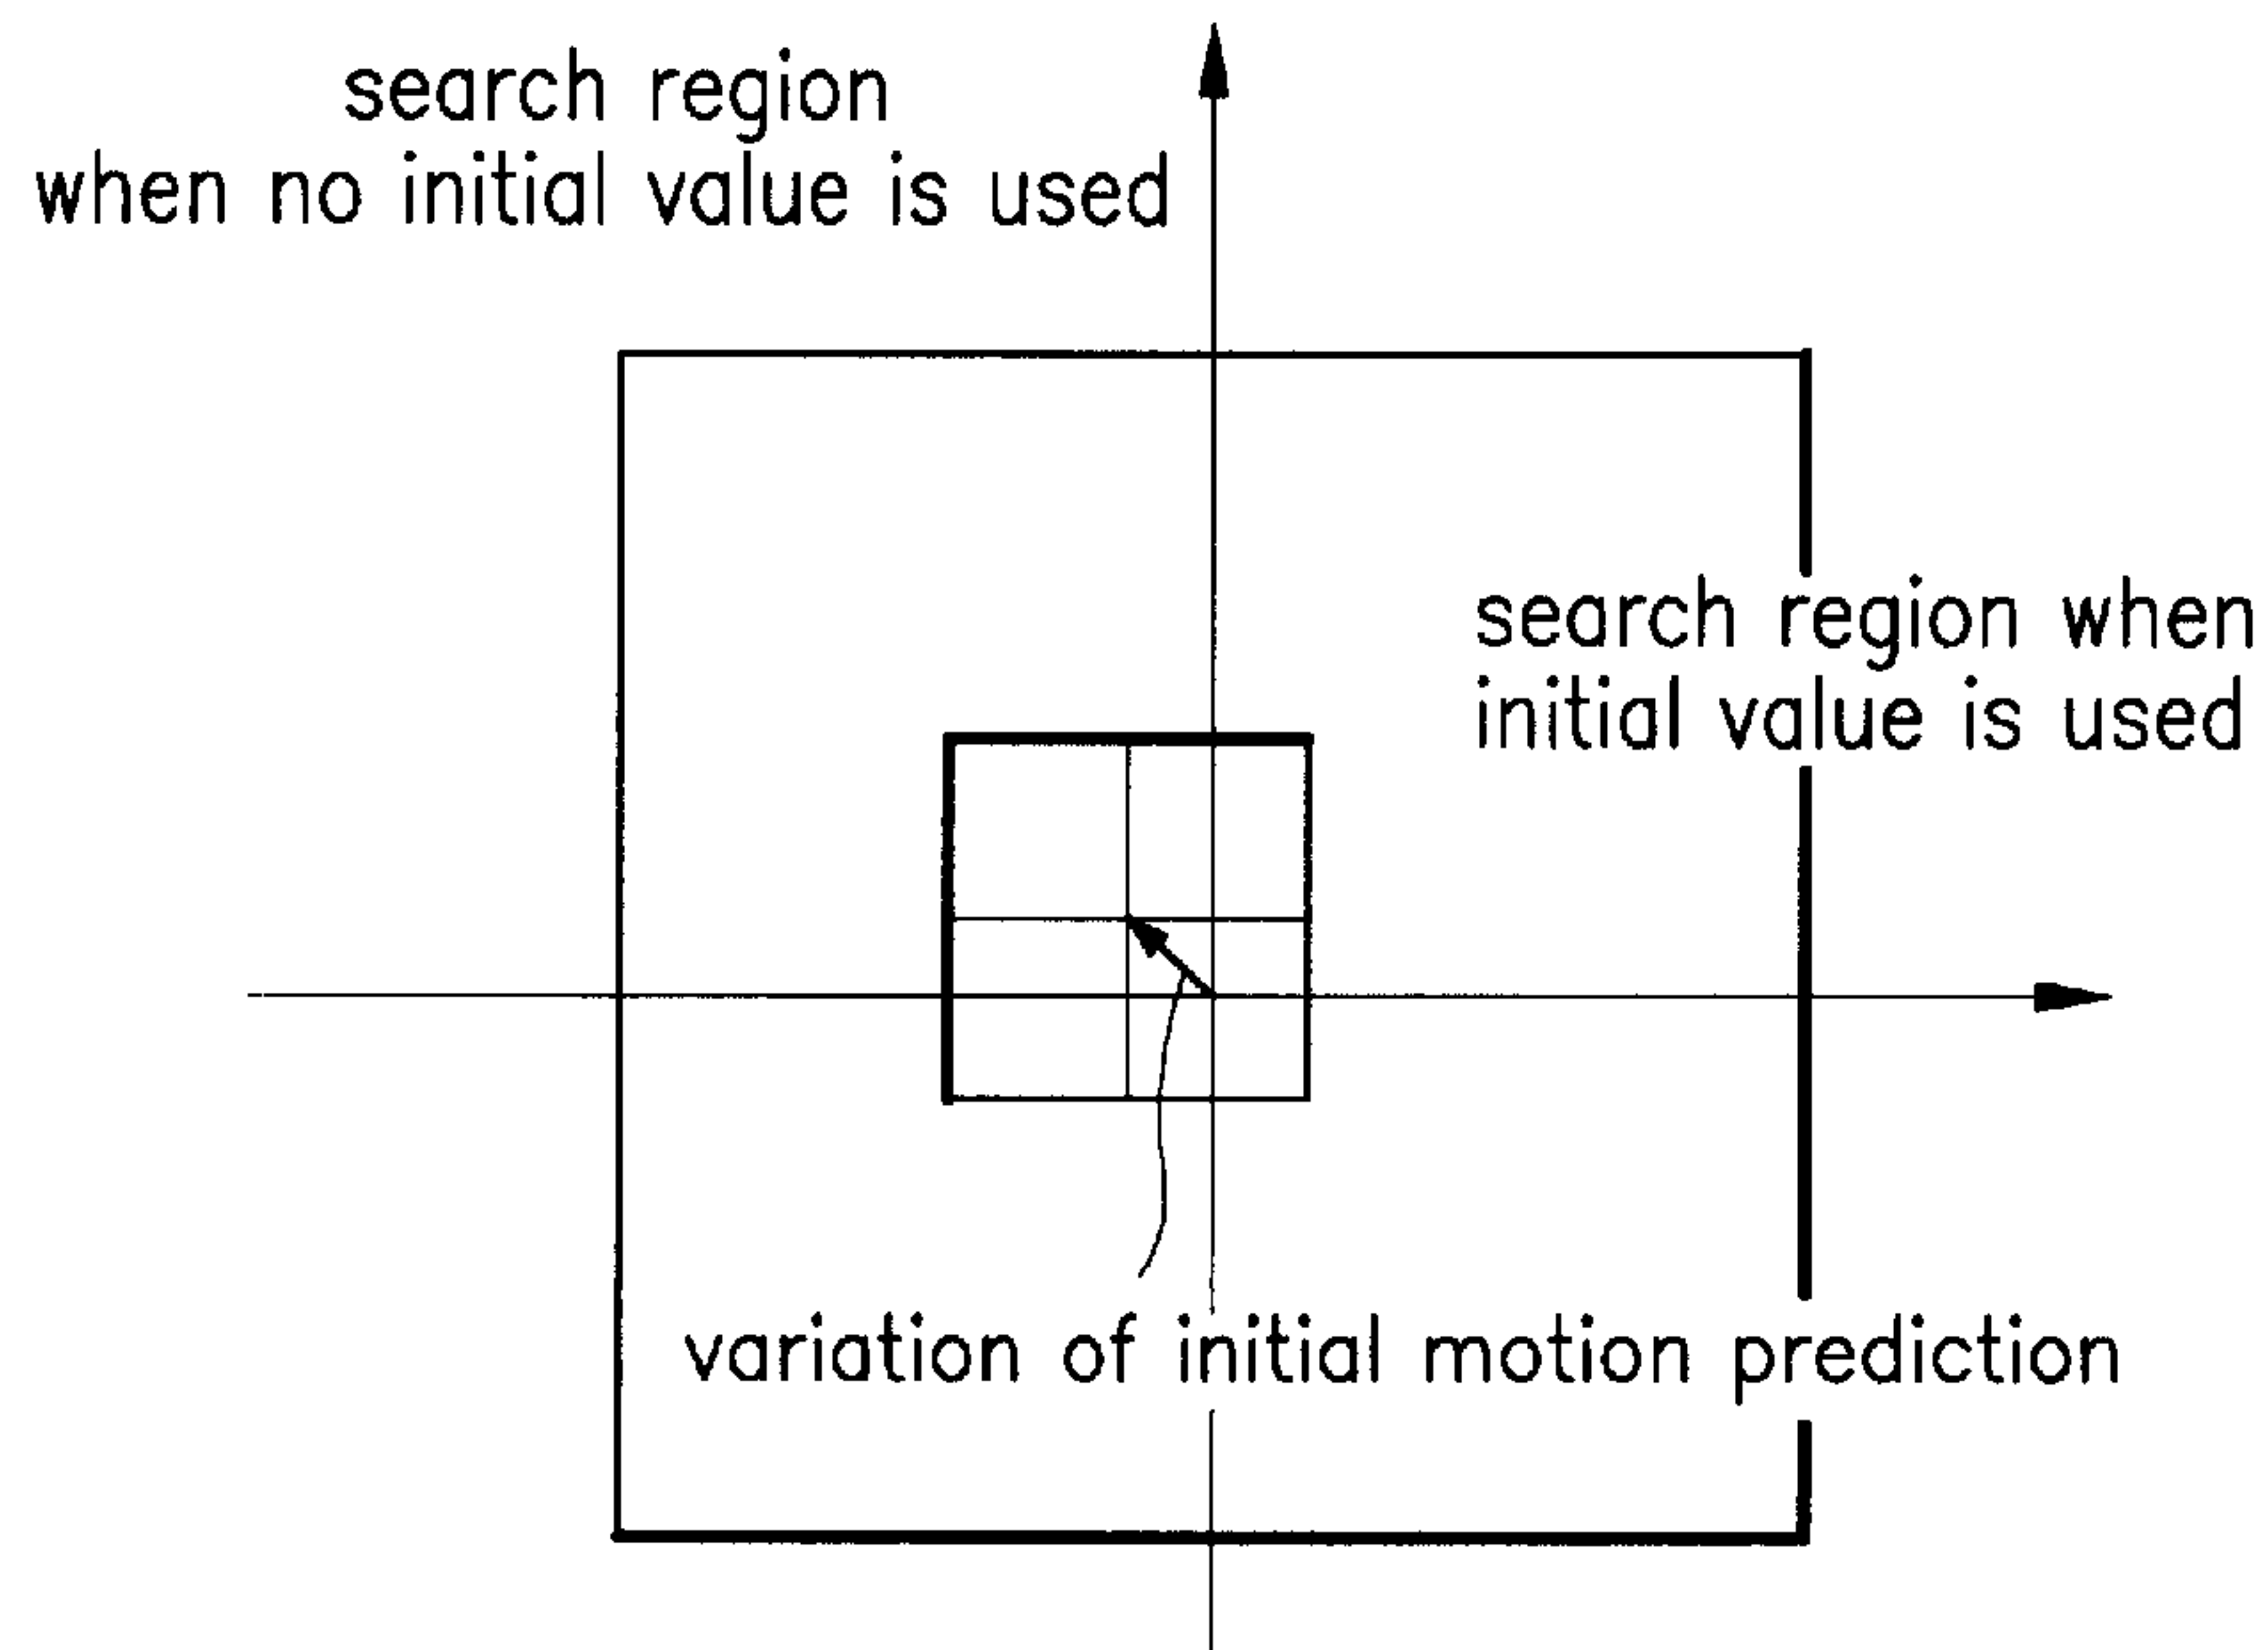 search region
when no initial value is used
search region when
initial value is used
variation of initial motion prediction